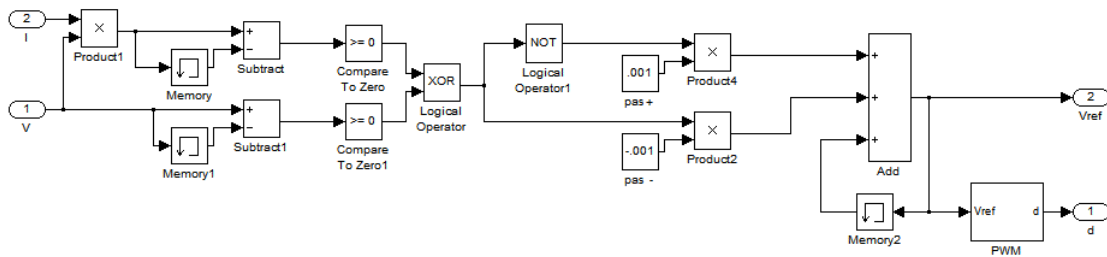 2
I
×
Product1
Memory
+
−
Subtract
>= 0
Compare
To Zero
1
V
Memory1
+
−
Subtract1
>= 0
Compare
To Zero1
XOR
Logical
Operator
NOT
Logical
Operator1
.001
pas +
×
Product4
-.001
pas -
×
Product2
+
+
+
Add
Memory2
2
Vref
Vref d
PWM
1
d